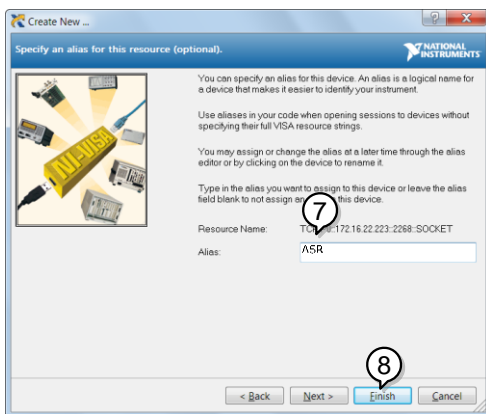 Create New ...
Specify an alias for this resource (optional).
NATIONAL
INSTRUMENTS
You can specify an alias for this device. An alias is a logical name for
a device that makes it easier to identify your instrument.
Use aliases in your code when opening sessions to devices without
specifying their full VISA resource strings.
You may assign or change the alias at a later time through the alias
editor or by clicking on the device to rename it.
Type in the alias you want to assign to this device or leave the alias
field blank to not assign an this device.
NI-VISA
7
Resource Name: 172.16.22.223::2268::SOCKET
Alias: ASR
8
< Back Next > Finish Cancel